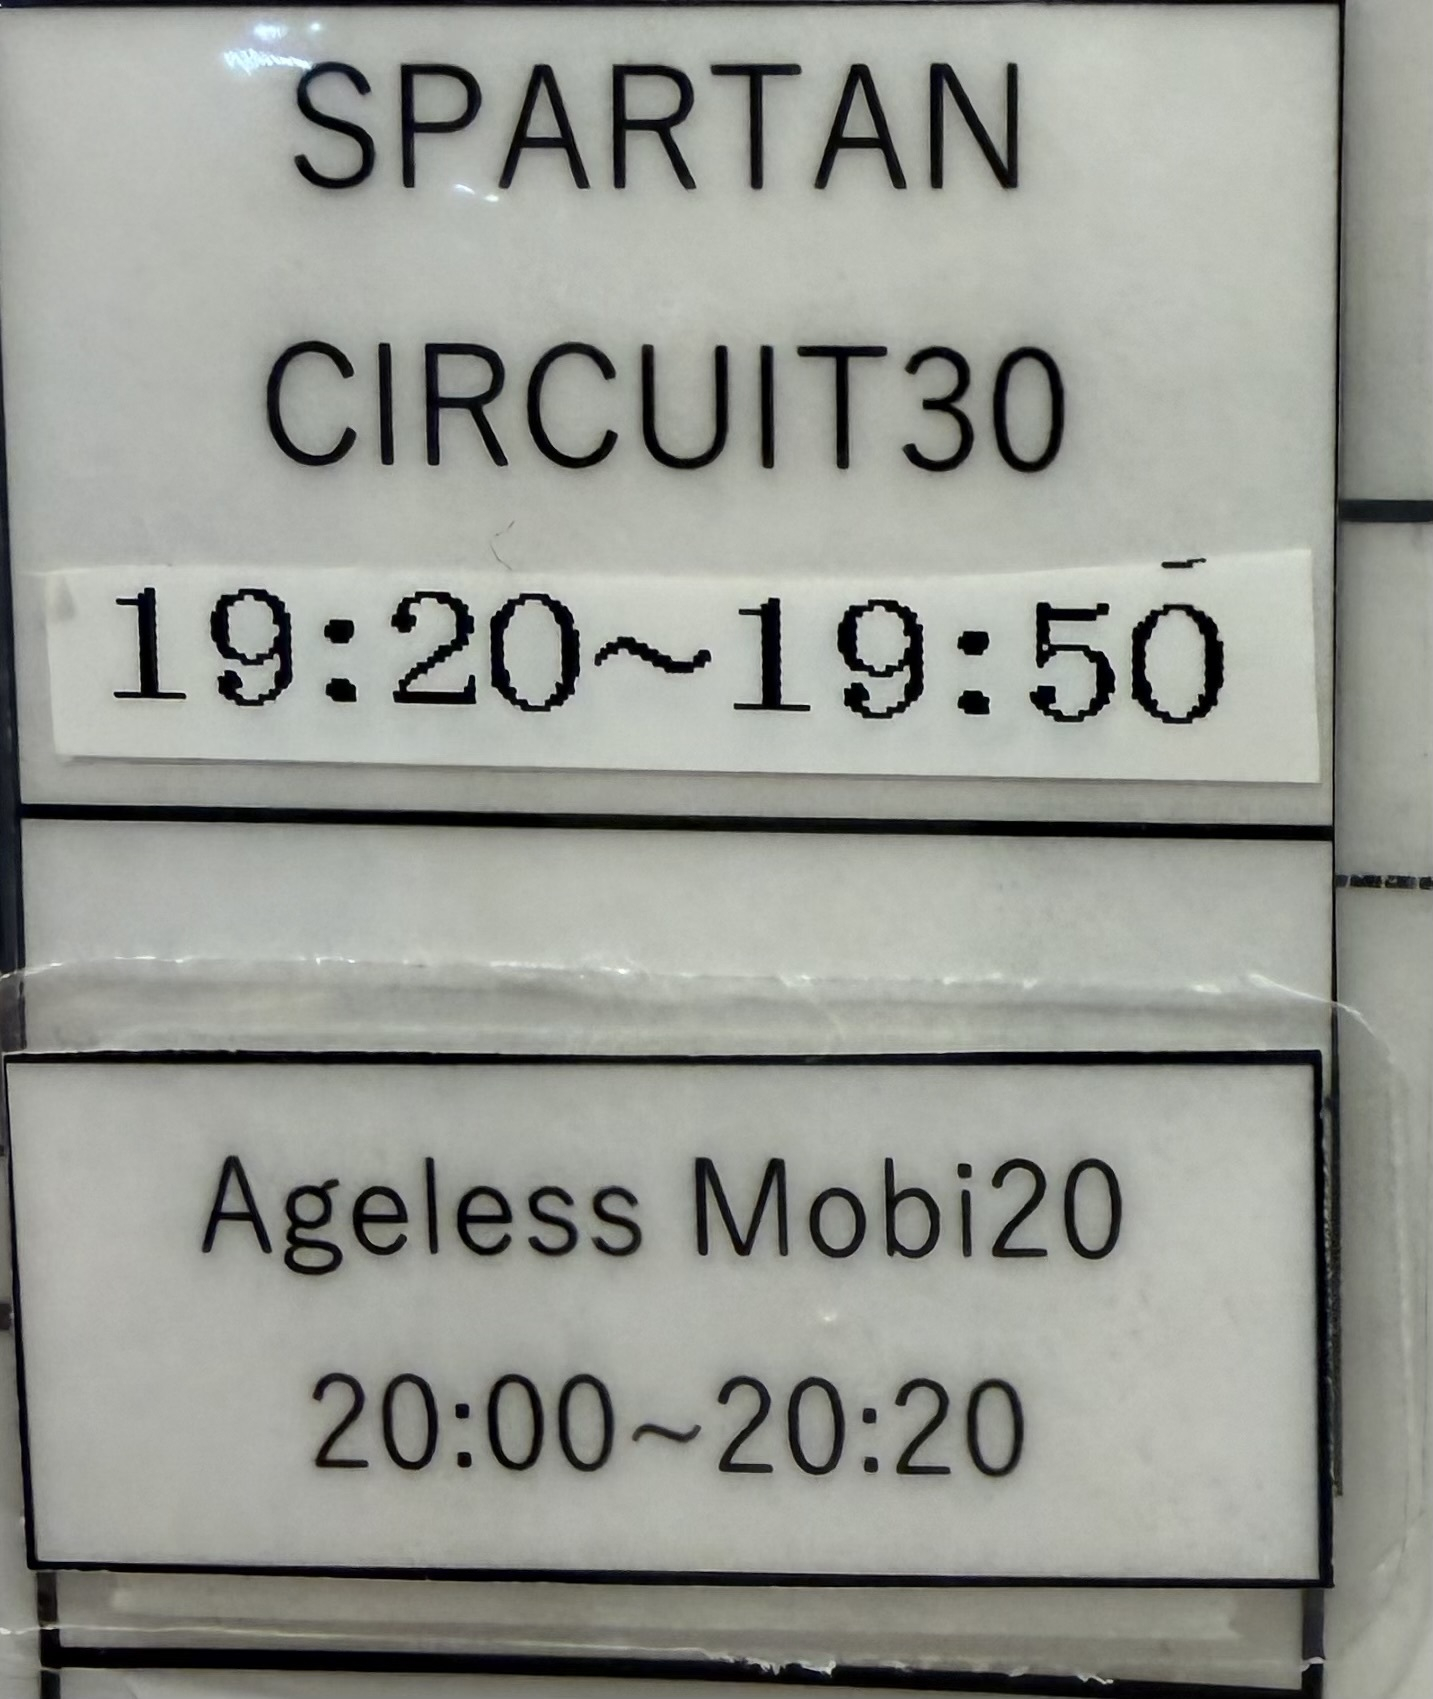 SPARTAN
CIRCUIT30
19:20~19:50
Ageless Mobi20
20:00~20:20